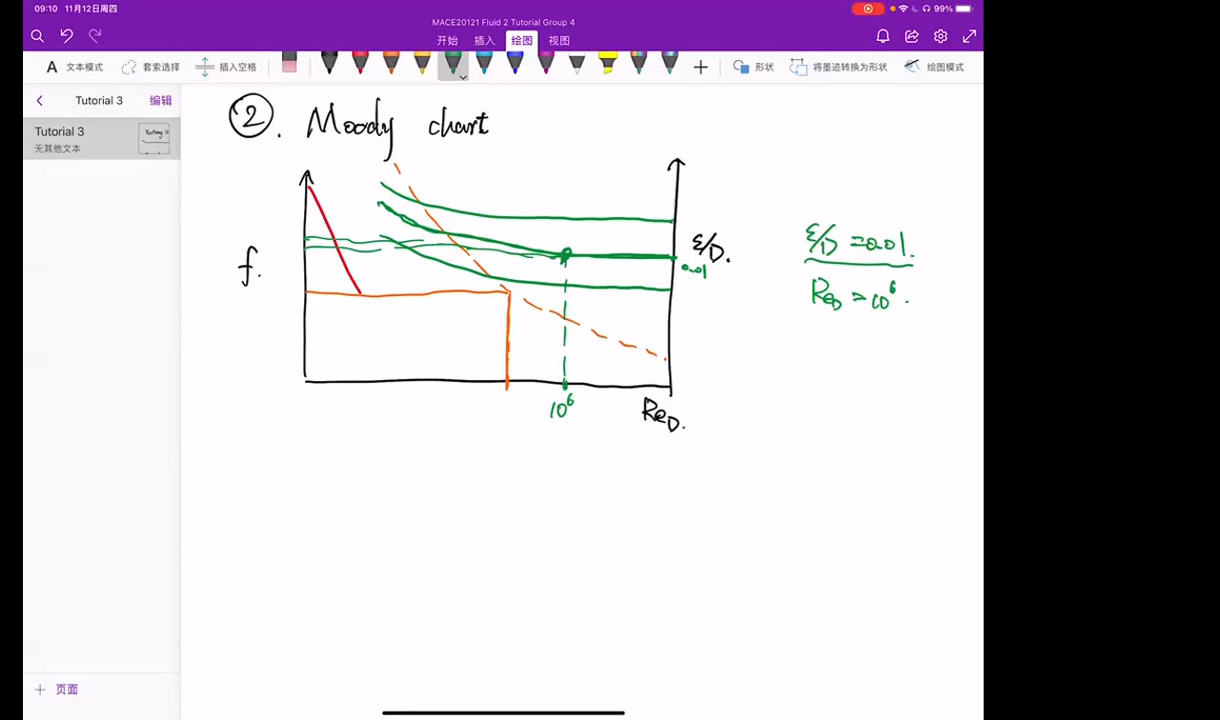 09:10 11月12日周四
99%
MACE20121 Fluid 2 Tutorial Group 4
开始 插入 绘图 视图
文本模式 套索选择 插入空格 形状 将墨迹转换为形状 绘图模式
Tutorial 3 编辑
Tutorial 3
无其他文本
②. Moody chart
f.
ε/D.
0.01
ε/D = 0.01.
Re_D = 10⁶.
10⁶
Re_D.
页面